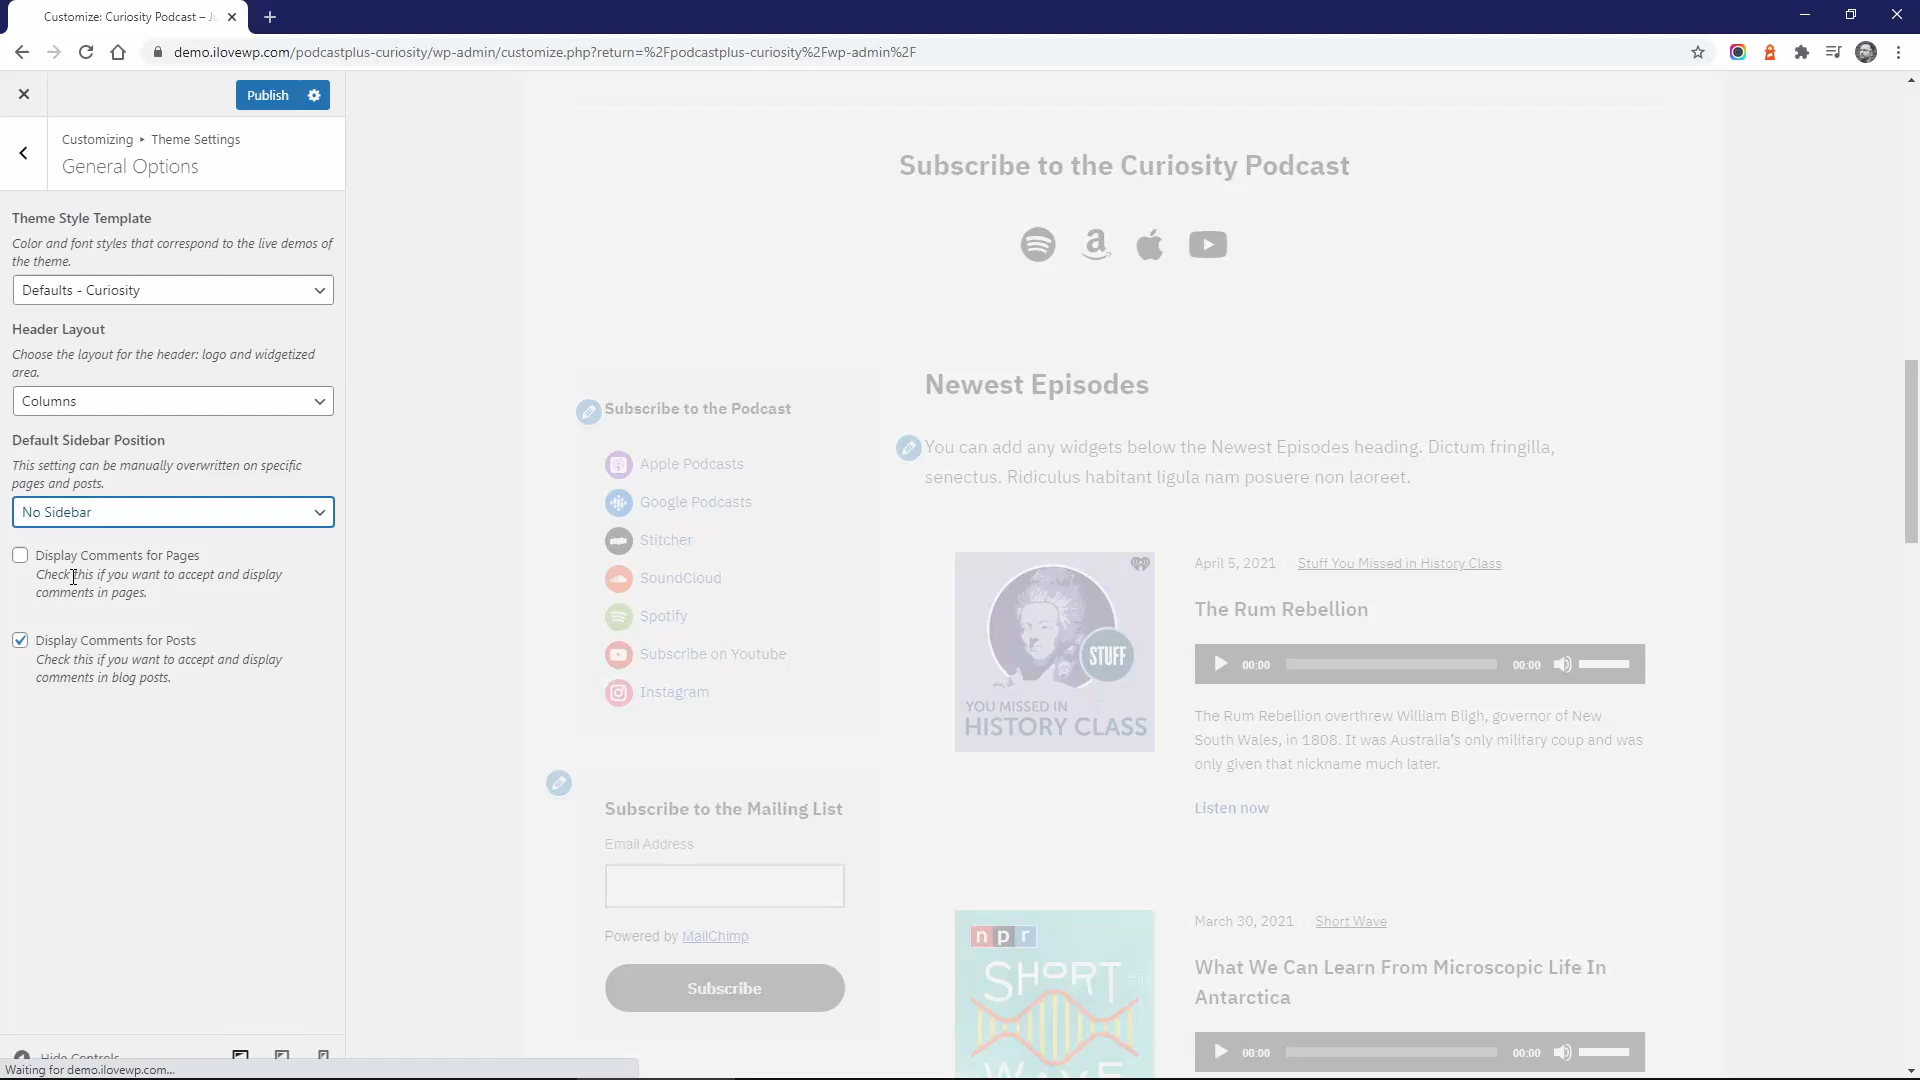 Customize: Curiosity Podcast – Ju
demo.ilovewp.com/podcastplus-curiosity/wp-admin/customize.php?return=%2Fpodcastplus-curiosity%2Fwp-admin%2F
Publish
Customizing ▸ Theme Settings
General Options
Theme Style Template
Color and font styles that correspond to the live demos of
the theme.
Defaults - Curiosity
Header Layout
Choose the layout for the header: logo and widgetized
area.
Columns
Default Sidebar Position
This setting can be manually overwritten on specific
pages and posts.
No Sidebar
Display Comments for Pages
Check this if you want to accept and display
comments in pages.
Display Comments for Posts
Check this if you want to accept and display
comments in blog posts.
Hide Controls
Waiting for demo.ilovewp.com...
Subscribe to the Curiosity Podcast
Subscribe to the Podcast
Apple Podcasts
Google Podcasts
Stitcher
SoundCloud
Spotify
Subscribe on Youtube
Instagram
Subscribe to the Mailing List
Email Address
Powered by MailChimp
Subscribe
Newest Episodes
You can add any widgets below the Newest Episodes heading. Dictum fringilla,
senectus. Ridiculus habitant ligula nam posuere non laoreet.
STUFF
YOU MISSED IN
HISTORY CLASS
April 5, 2021 Stuff You Missed in History Class
The Rum Rebellion
00:00 00:00
The Rum Rebellion overthrew William Bligh, governor of New
South Wales, in 1808. It was Australia's only military coup and was
only given that nickname much later.
Listen now
npr
SHORT
WAVE
March 30, 2021 Short Wave
What We Can Learn From Microscopic Life In
Antarctica
00:00 00:00